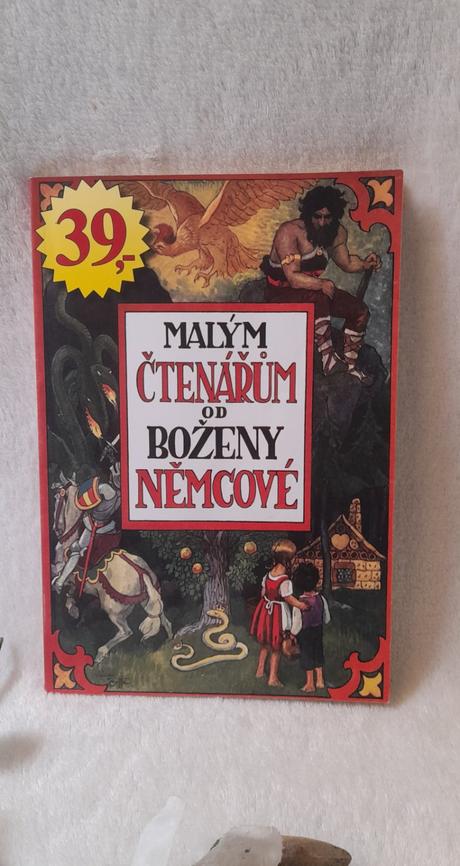 39,-
MALÝM
ČTENÁŘŮM
OD
BOŽENY
NĚMCOVÉ